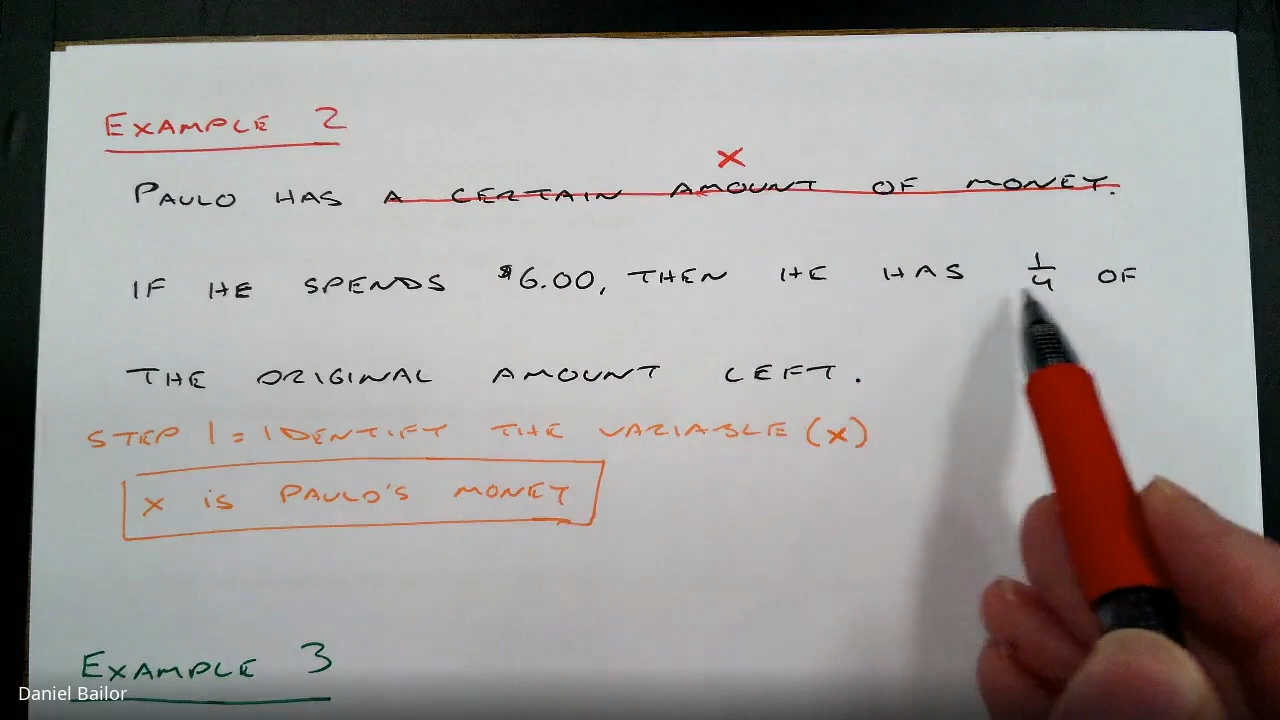 EXAMPLE 2
x
PAULO HAS A CERTAIN AMOUNT OF MONEY.
IF HE SPENDS $6.00, THEN HE HAS 1/4 OF
THE ORIGINAL AMOUNT LEFT.
STEP 1 = IDENTIFY THE VARIABLE (x)
x is PAULO'S MONEY
EXAMPLE 3
Daniel Bailor